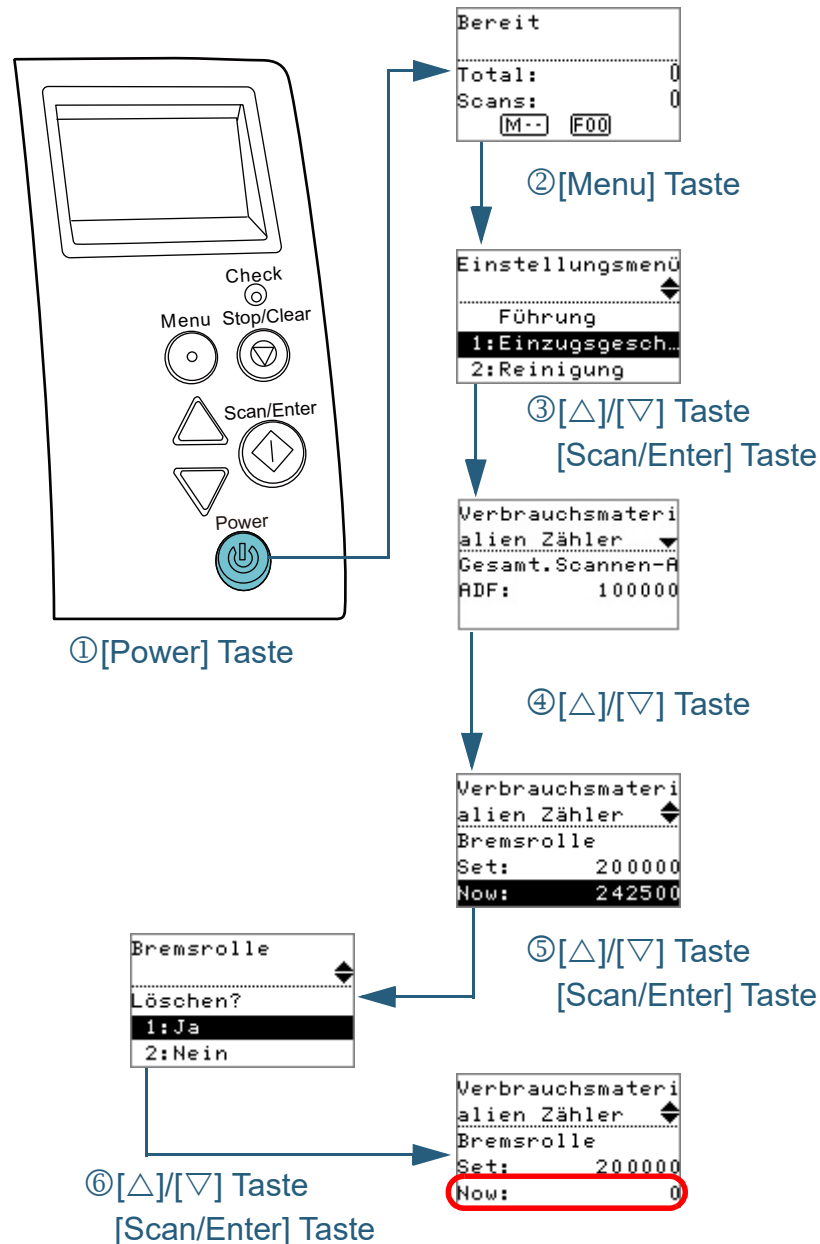 Bereit
Total: 0
Scans: 0
M-- F00
②[Menu] Taste
Check
Menu Stop/Clear
Scan/Enter
Power
①[Power] Taste
Einstellungsmenü
Führung
1:Einzugsgesch…
2:Reinigung
③[△]/[▽] Taste
[Scan/Enter] Taste
Verbrauchsmateri
alien Zähler
Gesamt.Scannen-A
ADF: 100000
④[△]/[▽] Taste
Verbrauchsmateri
alien Zähler
Bremsrolle
Set: 200000
Now: 242500
⑤[△]/[▽] Taste
[Scan/Enter] Taste
Bremsrolle
Löschen?
1:Ja
2:Nein
⑥[△]/[▽] Taste
[Scan/Enter] Taste
Verbrauchsmateri
alien Zähler
Bremsrolle
Set: 200000
Now: 0